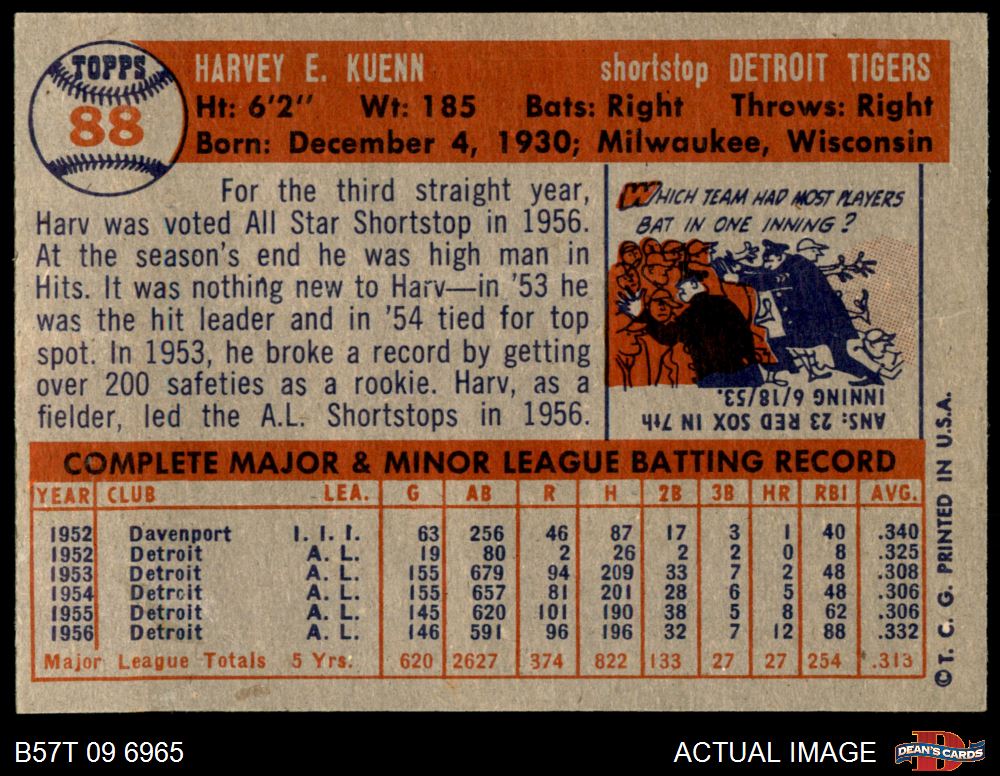 TOPPS
88
HARVEY E. KUENN shortstop DETROIT TIGERS
Ht: 6'2" Wt: 185 Bats: Right Throws: Right
Born: December 4, 1930; Milwaukee, Wisconsin
For the third straight year,
Harv was voted All Star Shortstop in 1956.
At the season's end he was high man in
Hits. It was nothing new to Harv—in '53 he
was the hit leader and in '54 tied for top
spot. In 1953, he broke a record by getting
over 200 safeties as a rookie. Harv, as a
fielder, led the A.L. Shortstops in 1956.
WHICH TEAM HAD MOST PLAYERS
BAT IN ONE INNING?
ANS: 23 RED SOX IN 7th
INNING 6/18/53.
COMPLETE MAJOR & MINOR LEAGUE BATTING RECORD
YEAR CLUB LEA. G AB R H 2B 3B HR RBI AVG.
1952 Davenport I. I. I. 63 256 46 87 17 3 1 40 .340
1952 Detroit A. L. 19 80 2 26 2 2 0 8 .325
1953 Detroit A. L. 155 679 94 209 33 7 2 48 .308
1954 Detroit A. L. 155 657 81 201 28 6 5 48 .306
1955 Detroit A. L. 145 620 101 190 38 5 8 62 .306
1956 Detroit A. L. 146 591 96 196 32 7 12 88 .332
Major League Totals 5 Yrs. 620 2627 374 822 133 27 27 254 .313
© T. C. G. PRINTED IN U.S.A.
B57T 09 6965 ACTUAL IMAGE
D
DEAN'S CARDS